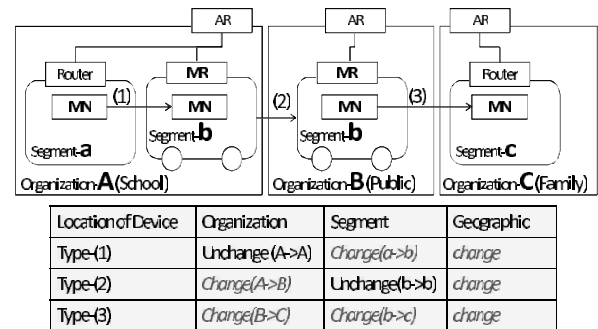 AR AR AR
Router MR MR Router
MN (1) MN (2) MN (3) MN
Segment-a Segment-b Segment-b Segment-c
Organization-A(School) Organization-B(Public) Organization-C(Family)
Location of Device Organization Segment Geographic
Type-(1) Unchange (A->A) Change(a->b) change
Type-(2) Change(A->B) Unchange(b->b) change
Type-(3) Change(B->C) Change(b->c) change